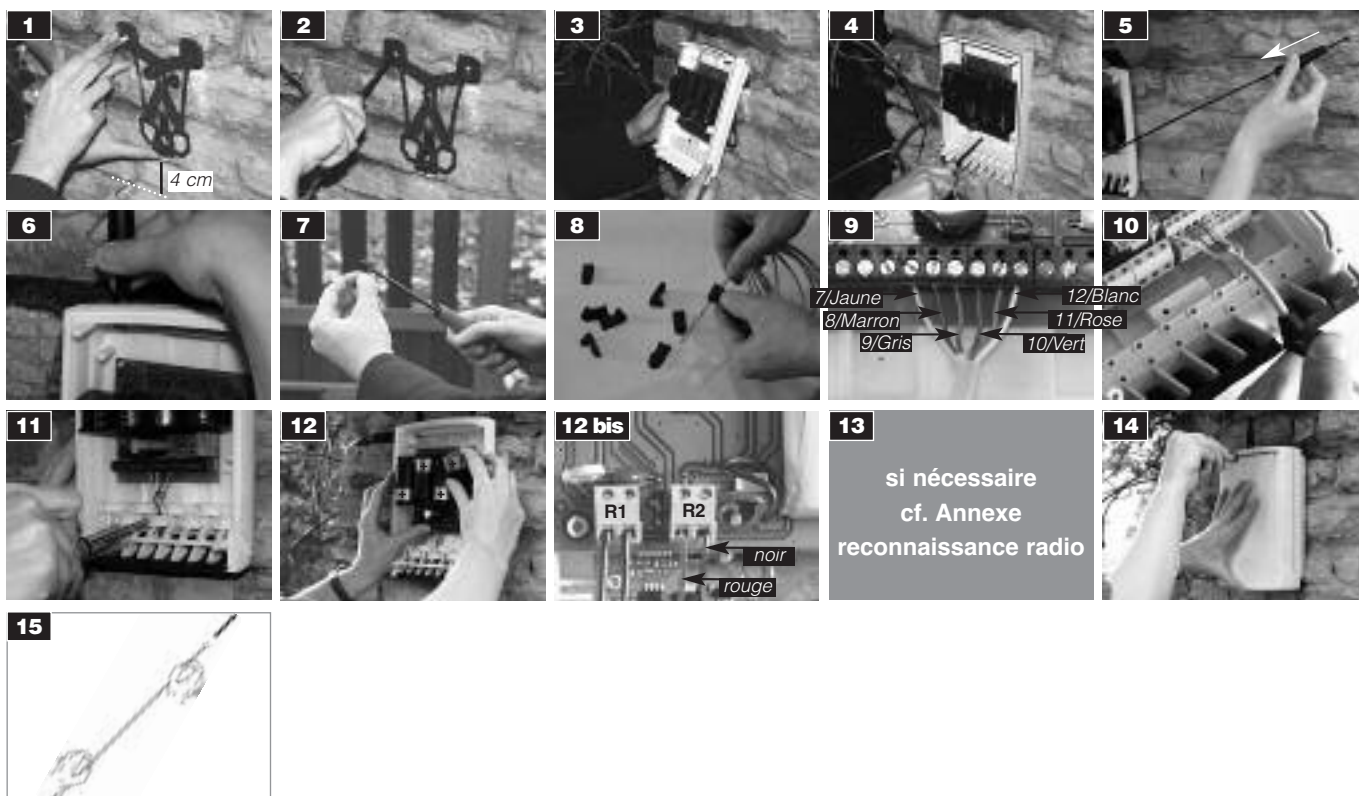 1
2
3
4
5
4 cm
6
7
8
9
10
7/Jaune
12/Blanc
8/Marron
11/Rose
9/Gris
10/Vert
11
12
12 bis
13
14
R1
R2
noir
rouge
si nécessaire
cf. Annexe
reconnaissance radio
15